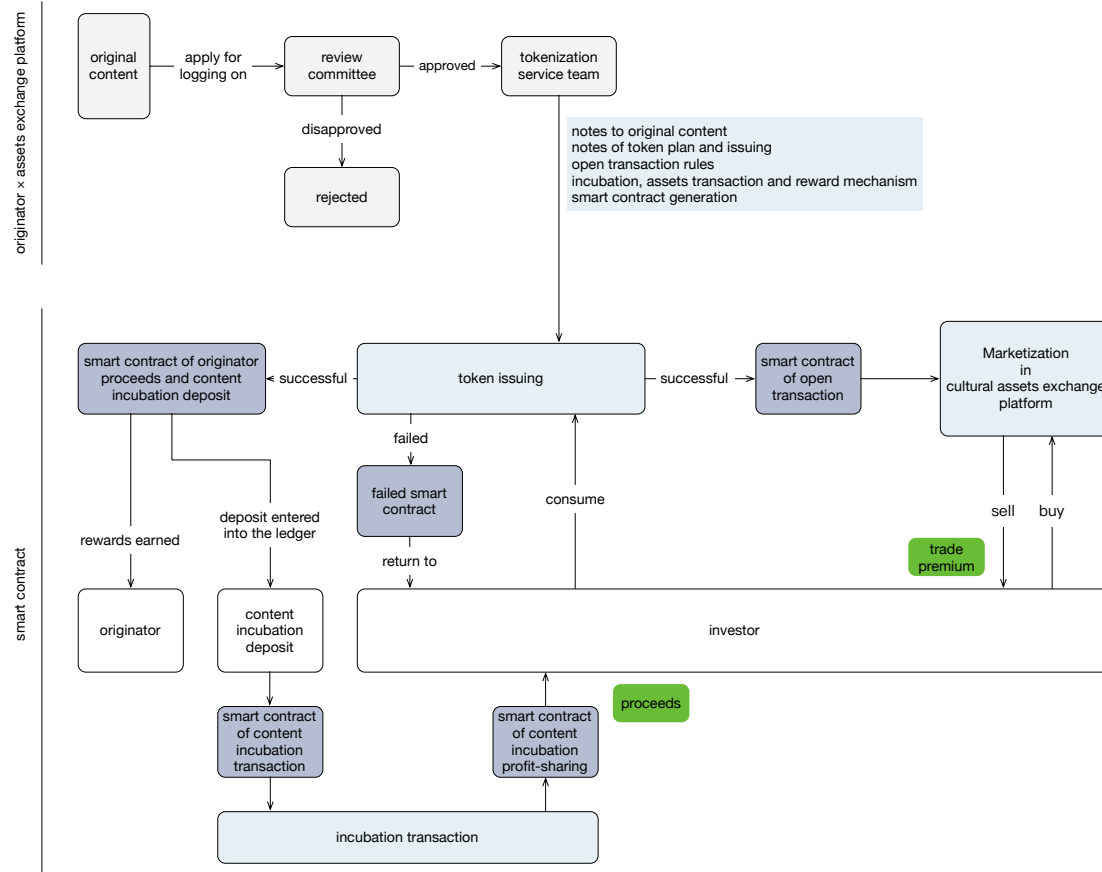 originator × assets exchange platform
original
content
apply for
logging on
review
committee
approved
tokenization
service team
disapproved
rejected
notes to original content
notes of token plan and issuing
open transaction rules
incubation, assets transaction and reward mechanism
smart contract generation
smart contract
smart contract of originator
proceeds and content
incubation deposit
successful
token issuing
successful
smart contract
of open
transaction
Marketization
in
cultural assets exchange
platform
failed
failed smart
contract
return to
consume
sell
buy
trade
premium
rewards earned
deposit entered
into the ledger
originator
content
incubation
deposit
investor
proceeds
smart contract
of content
incubation
transaction
smart contract
of content
incubation
profit-sharing
incubation transaction